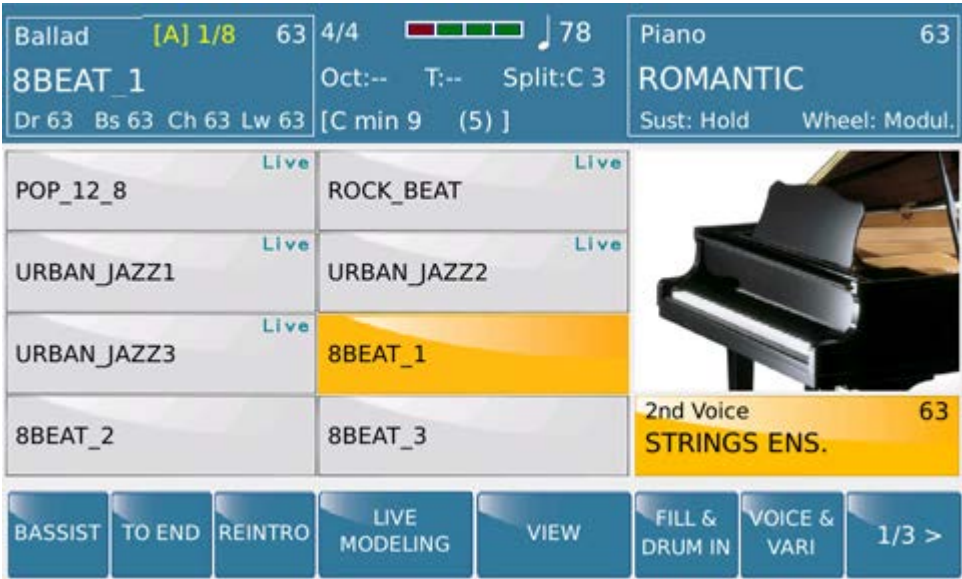 Ballad [A] 1/8 63
8BEAT_1
Dr 63 Bs 63 Ch 63 Lw 63
4/4 78
Oct:-- T:-- Split:C 3
[C min 9 (5) ]
Piano 63
ROMANTIC
Sust: Hold Wheel: Modul.
Live
POP_12_8
Live
ROCK_BEAT
Live
URBAN_JAZZ1
Live
URBAN_JAZZ2
Live
URBAN_JAZZ3
8BEAT_1
8BEAT_2
8BEAT_3
2nd Voice 63
STRINGS ENS.
BASSIST
TO END
REINTRO
LIVE
MODELING
VIEW
FILL &
DRUM IN
VOICE &
VARI
1/3 >